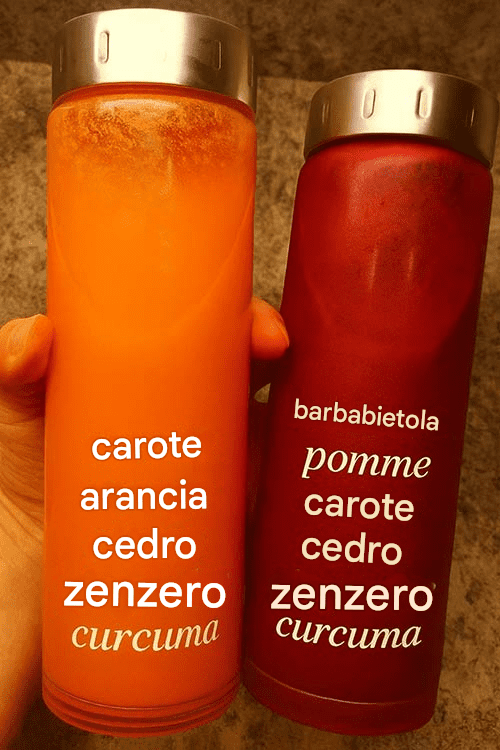 carote
arancia
cedro
zenzero
curcuma
barbabietola
pomme
carote
cedro
zenzero
curcuma